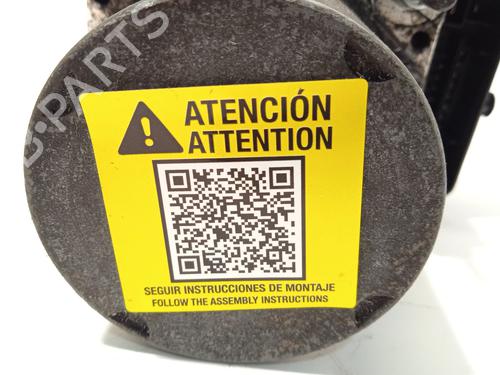 B-PARTS
ATENCIÓN
ATTENTION
SEGUIR INSTRUCCIONES DE MONTAJE
FOLLOW THE ASSEMBLY INSTRUCTIONS